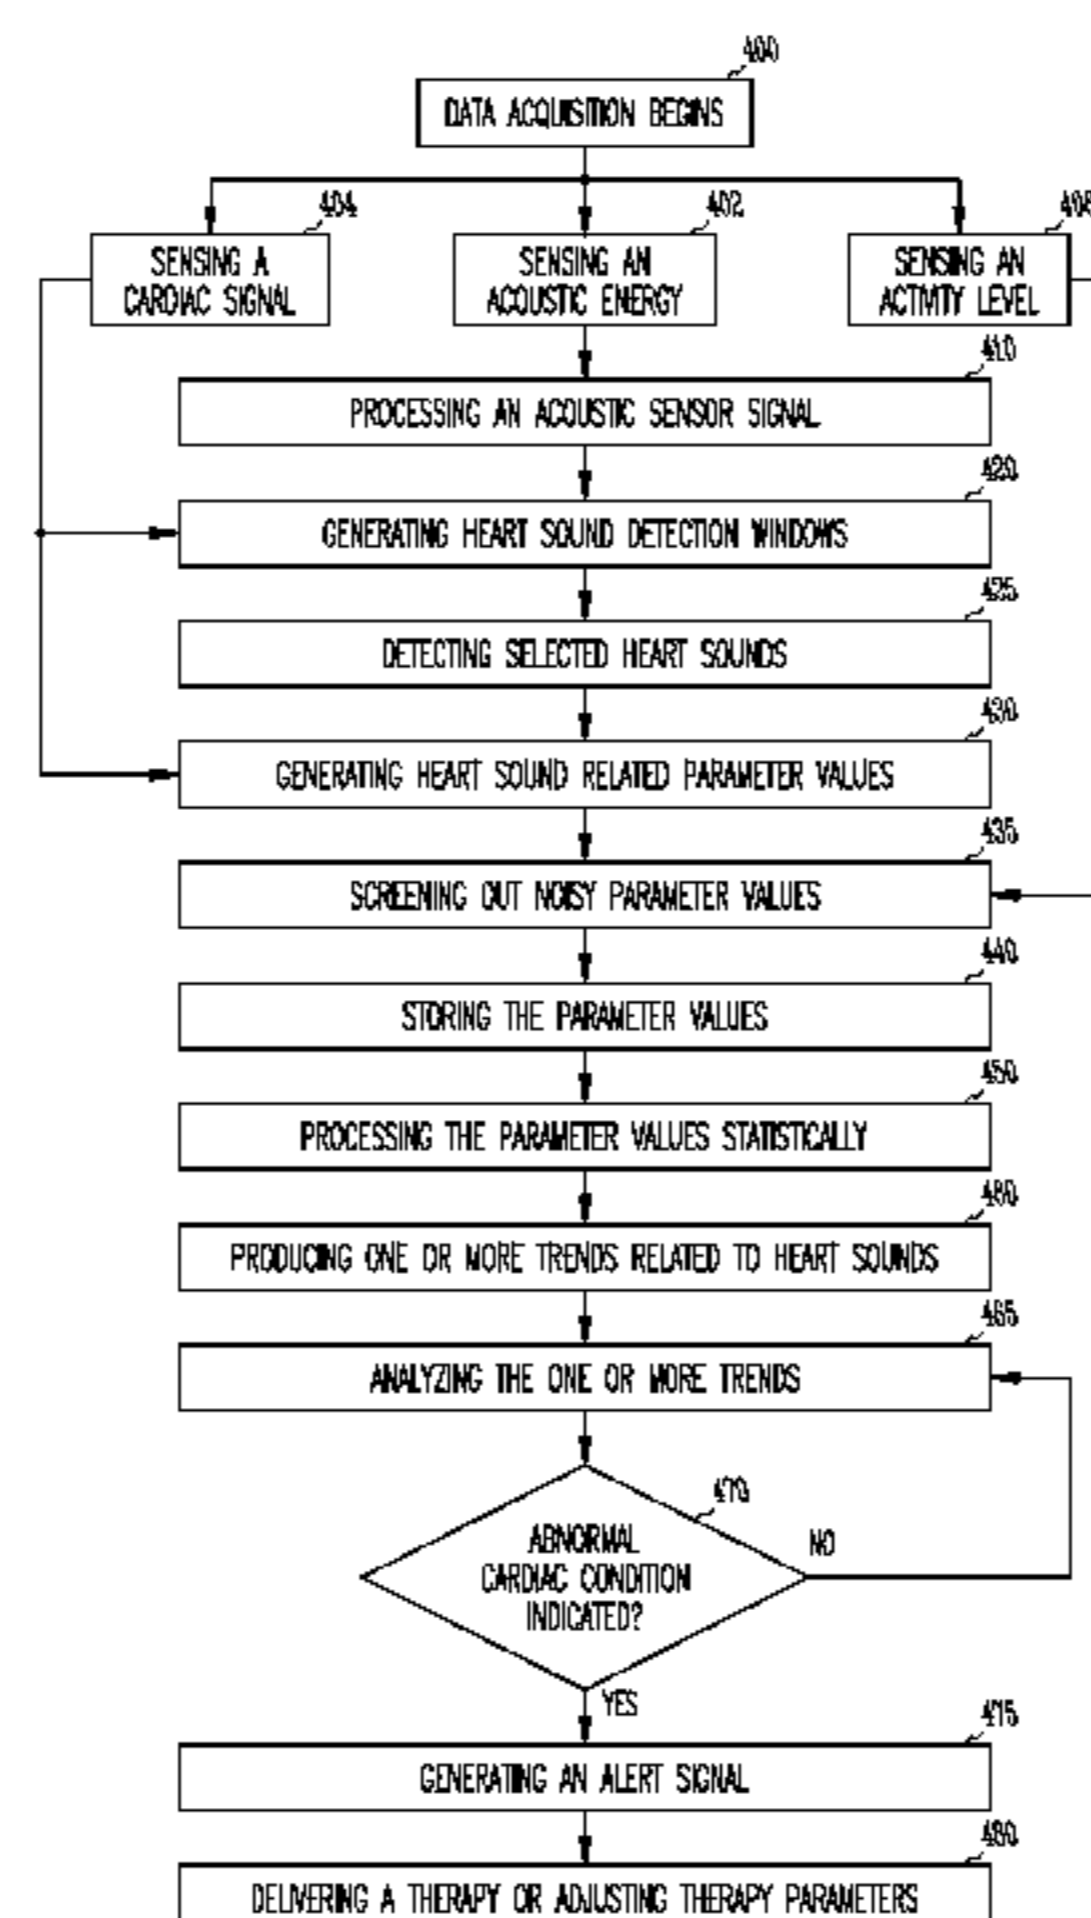 400
DATA ACQUISITION BEGINS
404
402
SENSING A
CARDIAC SIGNAL
SENSING AN
ACOUSTIC ENERGY
SENSING AN
ACTIVITY LEVEL
410
PROCESSING AN ACOUSTIC SENSOR SIGNAL
420
GENERATING HEART SOUND DETECTION WINDOWS
425
DETECTING SELECTED HEART SOUNDS
430
GENERATING HEART SOUND RELATED PARAMETER VALUES
435
SCREENING OUT NOISY PARAMETER VALUES
440
STORING THE PARAMETER VALUES
450
PROCESSING THE PARAMETER VALUES STATISTICALLY
460
PRODUCING ONE OR MORE TRENDS RELATED TO HEART SOUNDS
465
ANALYZING THE ONE OR MORE TRENDS
470
ABNORMAL
CARDIAC CONDITION
INDICATED?
NO
YES
475
GENERATING AN ALERT SIGNAL
480
DELIVERING A THERAPY OR ADJUSTING THERAPY PARAMETERS